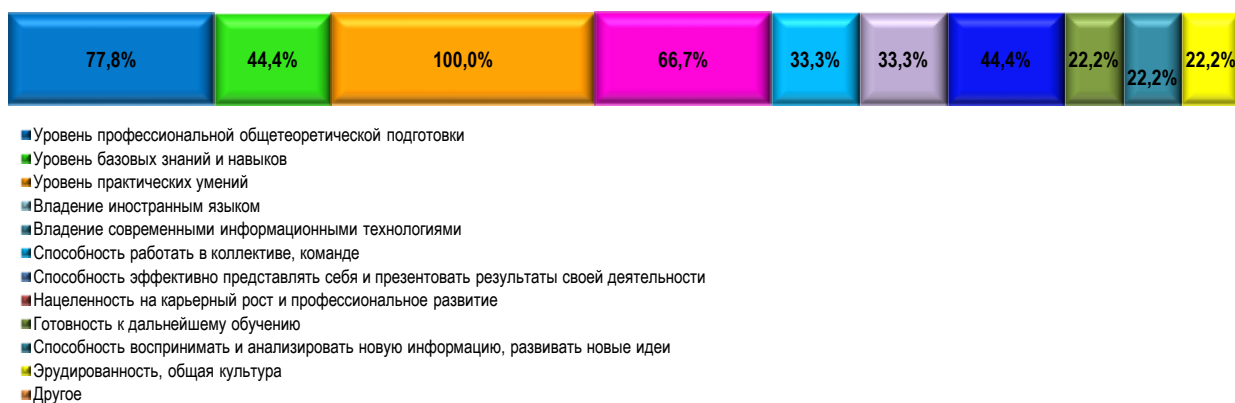 77,8% 44,4% 100,0% 66,7% 33,3% 33,3% 44,4% 22,2% 22,2% 22,2%
Уровень профессиональной общетеоретической подготовки
Уровень базовых знаний и навыков
Уровень практических умений
Владение иностранным языком
Владение современными информационными технологиями
Способность работать в коллективе, команде
Способность эффективно представлять себя и презентовать результаты своей деятельности
Нацеленность на карьерный рост и профессиональное развитие
Готовность к дальнейшему обучению
Способность воспринимать и анализировать новую информацию, развивать новые идеи
Эрудированность, общая культура
Другое